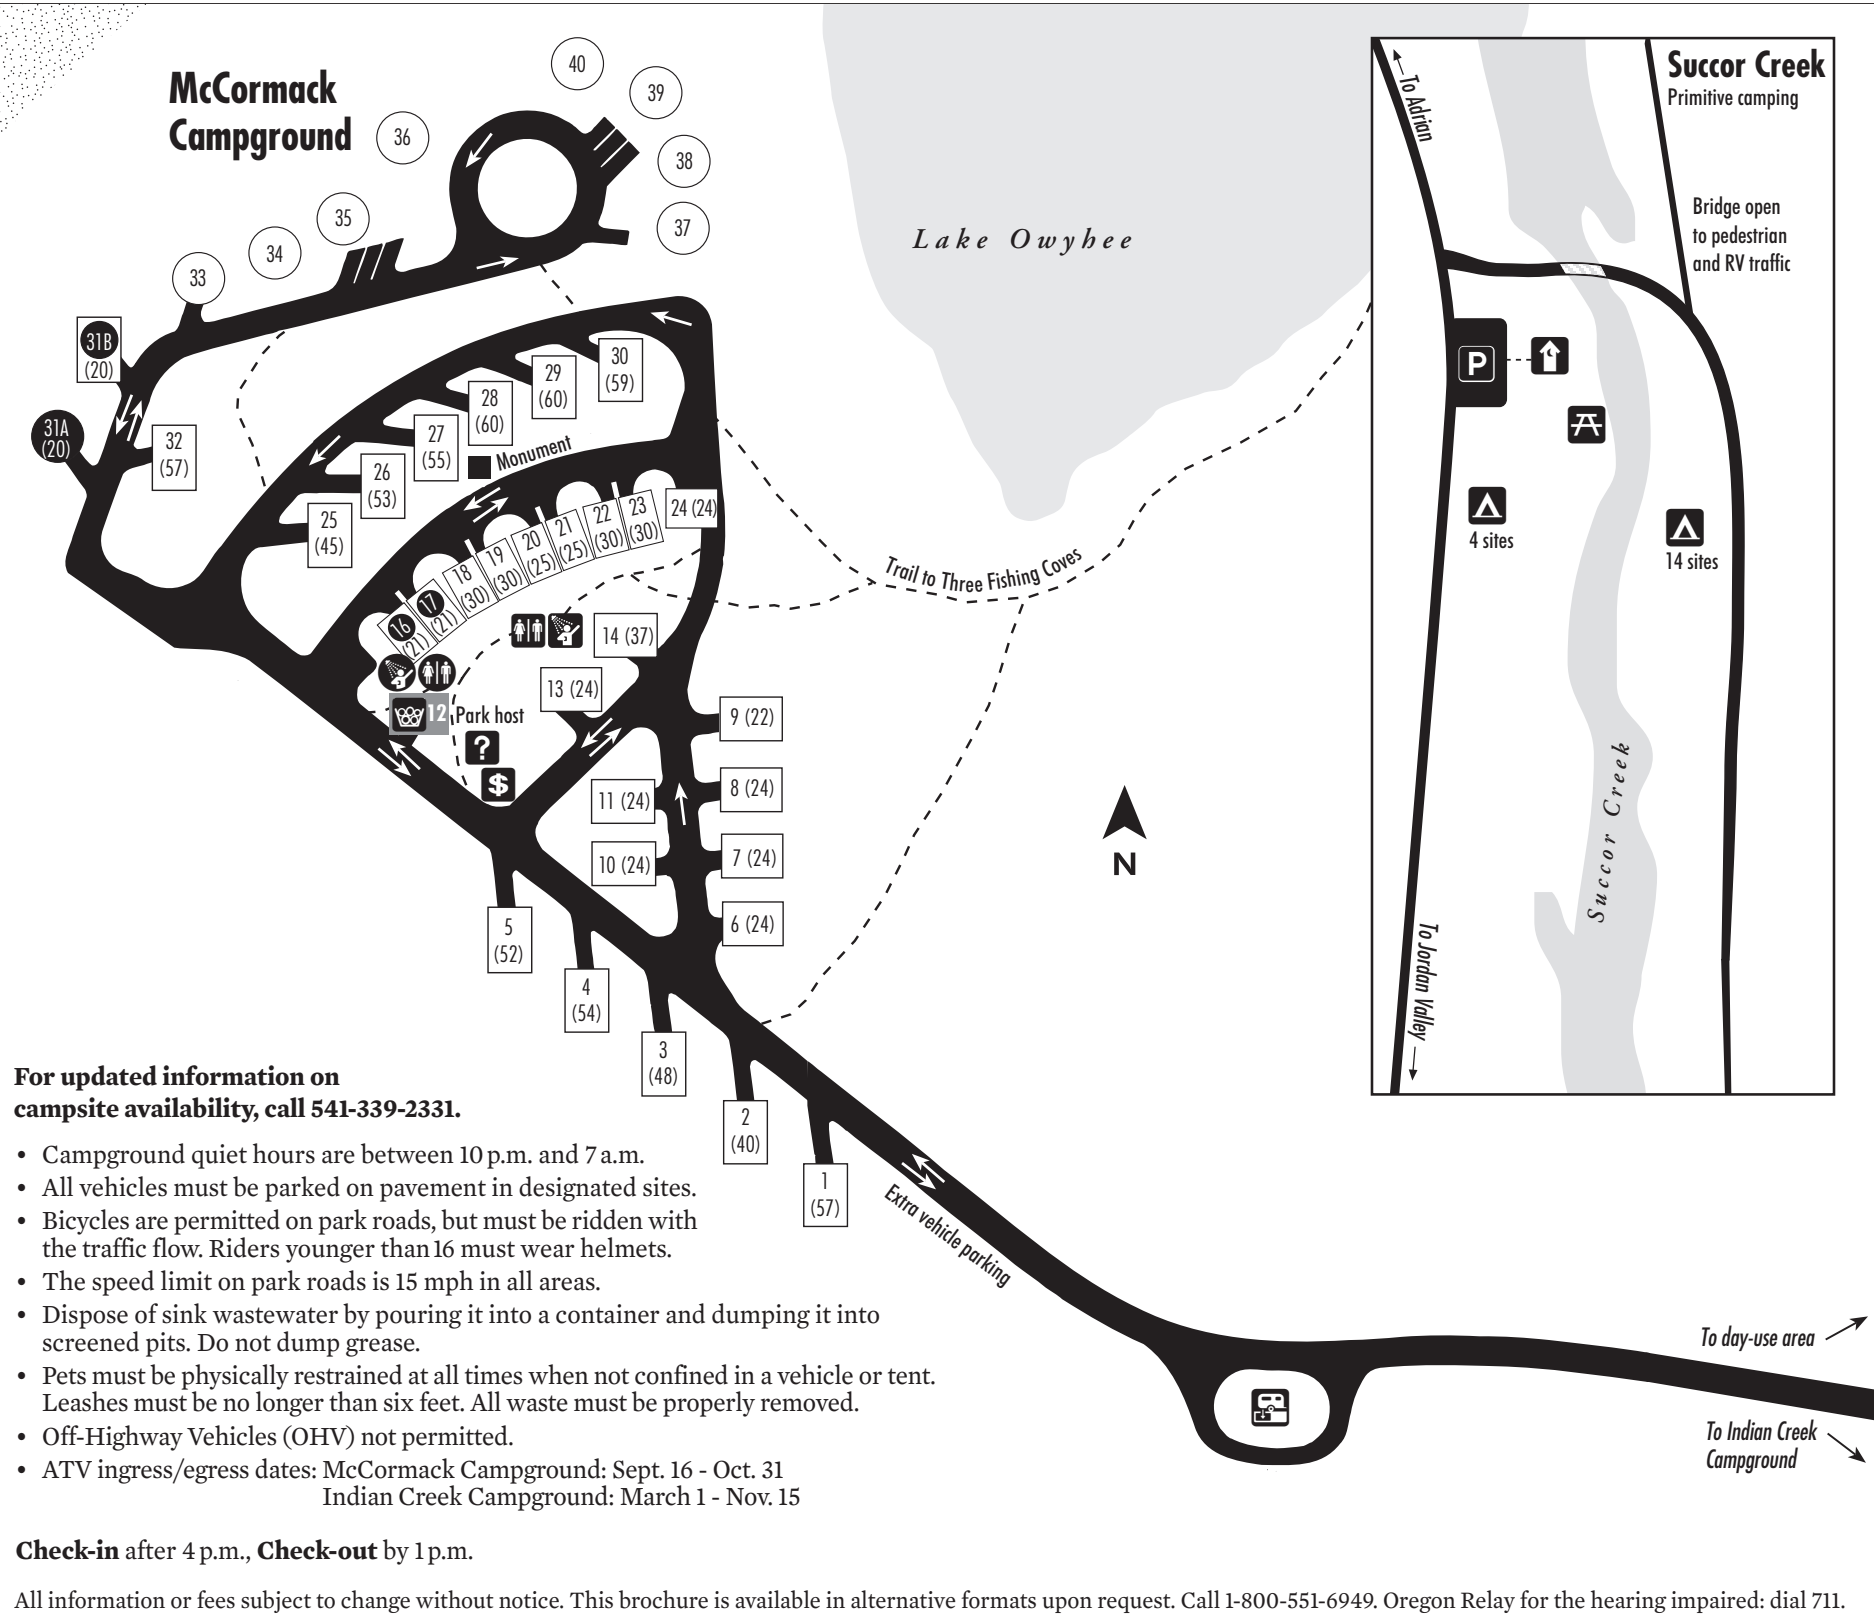 McCormack
Campground
40
39
36
38
35
37
34
33
31B
(20)
31A
(20)
32
(57)
30
(59)
29
(60)
28
(60)
27
(55)
Monument
26
(53)
25
(45)
24 (24)
23
(30)
22
(30)
21
(25)
20
(25)
19
(30)
18
(30)
17
(21)
16
(21)
14 (37)
13 (24)
12
Park host
?
$
9 (22)
8 (24)
11 (24)
7 (24)
10 (24)
6 (24)
5
(52)
4
(54)
3
(48)
2
(40)
1
(57)
Lake Owyhee
Trail to Three Fishing Coves
N
Extra vehicle parking
To day-use area
To Indian Creek
Campground
Succor Creek
Primitive camping
To Adrian
Bridge open
to pedestrian
and RV traffic
P
4 sites
14 sites
Succor Creek
To Jordan Valley
For updated information on
campsite availability, call 541-339-2331.
• Campground quiet hours are between 10 p.m. and 7 a.m.
• All vehicles must be parked on pavement in designated sites.
• Bicycles are permitted on park roads, but must be ridden with
the traffic flow. Riders younger than 16 must wear helmets.
• The speed limit on park roads is 15 mph in all areas.
• Dispose of sink wastewater by pouring it into a container and dumping it into
screened pits. Do not dump grease.
• Pets must be physically restrained at all times when not confined in a vehicle or tent.
Leashes must be no longer than six feet. All waste must be properly removed.
• Off-Highway Vehicles (OHV) not permitted.
• ATV ingress/egress dates: McCormack Campground: Sept. 16 - Oct. 31
Indian Creek Campground: March 1 - Nov. 15
Check-in after 4 p.m., Check-out by 1 p.m.
All information or fees subject to change without notice. This brochure is available in alternative formats upon request. Call 1-800-551-6949. Oregon Relay for the hearing impaired: dial 711.